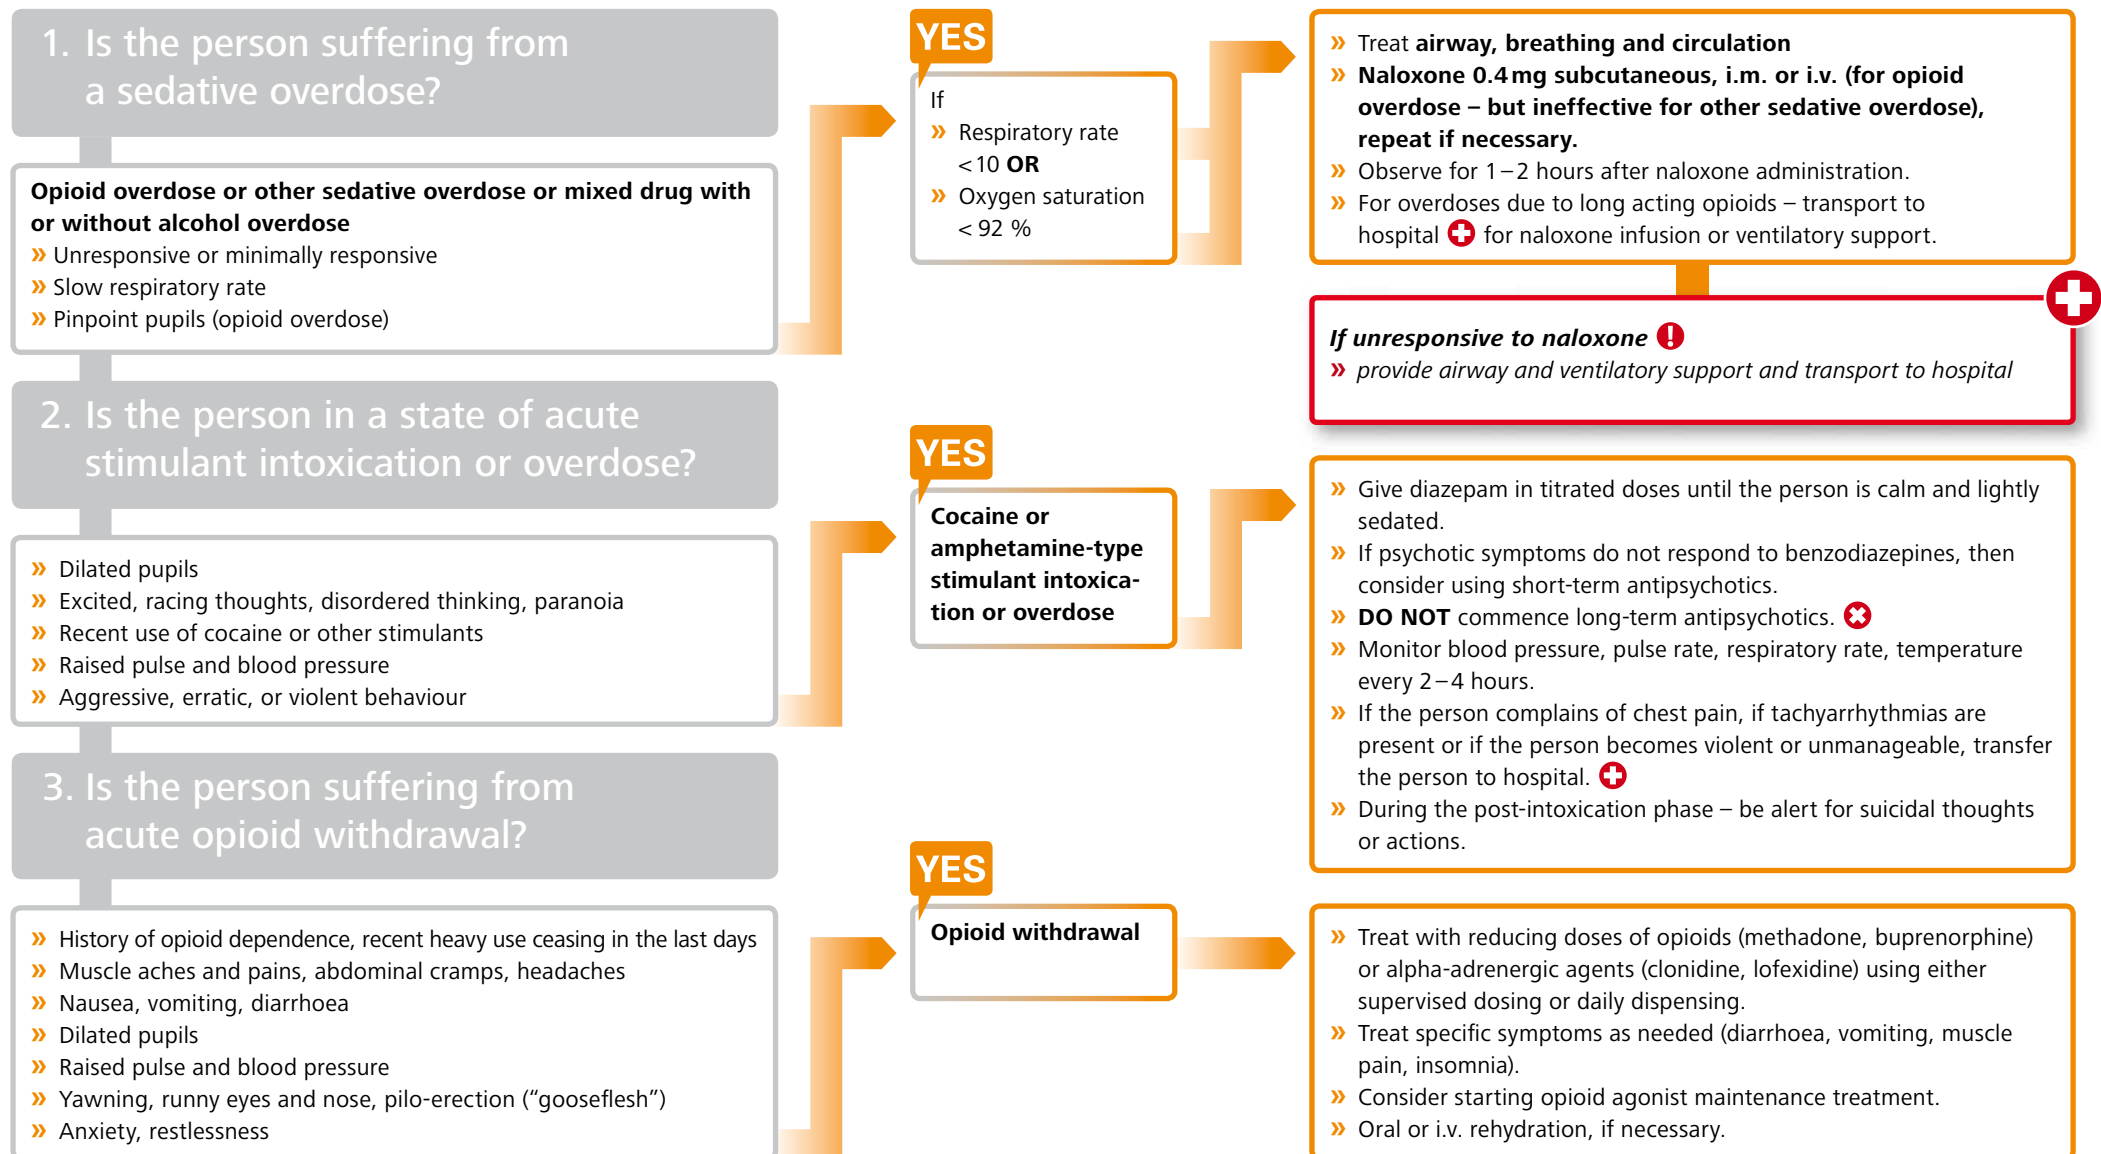 1. Is the person suffering from
a sedative overdose?
Opioid overdose or other sedative overdose or mixed drug with
or without alcohol overdose
» Unresponsive or minimally responsive
» Slow respiratory rate
» Pinpoint pupils (opioid overdose)
YES
If
» Respiratory rate
<10 OR
» Oxygen saturation
< 92 %
» Treat airway, breathing and circulation
» Naloxone 0.4 mg subcutaneous, i.m. or i.v. (for opioid
overdose – but ineffective for other sedative overdose),
repeat if necessary.
» Observe for 1–2 hours after naloxone administration.
» For overdoses due to long acting opioids – transport to
hospital for naloxone infusion or ventilatory support.
If unresponsive to naloxone !
» provide airway and ventilatory support and transport to hospital
2. Is the person in a state of acute
stimulant intoxication or overdose?
» Dilated pupils
» Excited, racing thoughts, disordered thinking, paranoia
» Recent use of cocaine or other stimulants
» Raised pulse and blood pressure
» Aggressive, erratic, or violent behaviour
YES
Cocaine or
amphetamine-type
stimulant intoxica-
tion or overdose
» Give diazepam in titrated doses until the person is calm and lightly
sedated.
» If psychotic symptoms do not respond to benzodiazepines, then
consider using short-term antipsychotics.
» DO NOT commence long-term antipsychotics.
» Monitor blood pressure, pulse rate, respiratory rate, temperature
every 2–4 hours.
» If the person complains of chest pain, if tachyarrhythmias are
present or if the person becomes violent or unmanageable, transfer
the person to hospital.
» During the post-intoxication phase – be alert for suicidal thoughts
or actions.
3. Is the person suffering from
acute opioid withdrawal?
» History of opioid dependence, recent heavy use ceasing in the last days
» Muscle aches and pains, abdominal cramps, headaches
» Nausea, vomiting, diarrhoea
» Dilated pupils
» Raised pulse and blood pressure
» Yawning, runny eyes and nose, pilo-erection (“gooseflesh”)
» Anxiety, restlessness
YES
Opioid withdrawal
» Treat with reducing doses of opioids (methadone, buprenorphine)
or alpha-adrenergic agents (clonidine, lofexidine) using either
supervised dosing or daily dispensing.
» Treat specific symptoms as needed (diarrhoea, vomiting, muscle
pain, insomnia).
» Consider starting opioid agonist maintenance treatment.
» Oral or i.v. rehydration, if necessary.